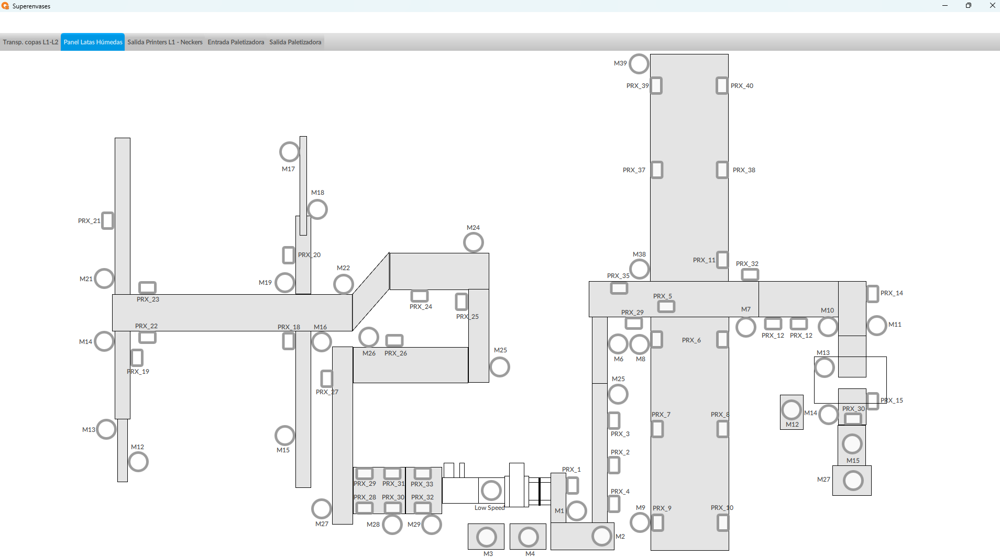 Superenvases
Transp. copas L1-L2
Panel Latas Húmedas
Salida Printers L1 - Neckers
Entrada Paletizadora
Salida Paletizadora
M39
PRX_39
PRX_40
M17
PRX_37
PRX_38
M18
PRX_21
M24
PRX_20
M38
PRX_11
PRX_32
M21
M19
M22
PRX_35
PRX_23
PRX_24
PRX_25
PRX_5
PRX_14
PRX_29
M7
M10
M11
PRX_22
PRX_18
M16
PRX_12
PRX_12
M14
PRX_6
M26
PRX_26
M25
M6
M8
M13
PRX_19
M25
PRX_27
PRX_15
PRX_30
M14
PRX_7
PRX_8
M12
M13
PRX_3
M12
M15
PRX_2
M15
PRX_1
M27
PRX_29
PRX_31
PRX_33
PRX_4
PRX_28
PRX_30
PRX_32
Low Speed
M1
M9
PRX_9
PRX_10
M27
M28
M29
M2
M3
M4